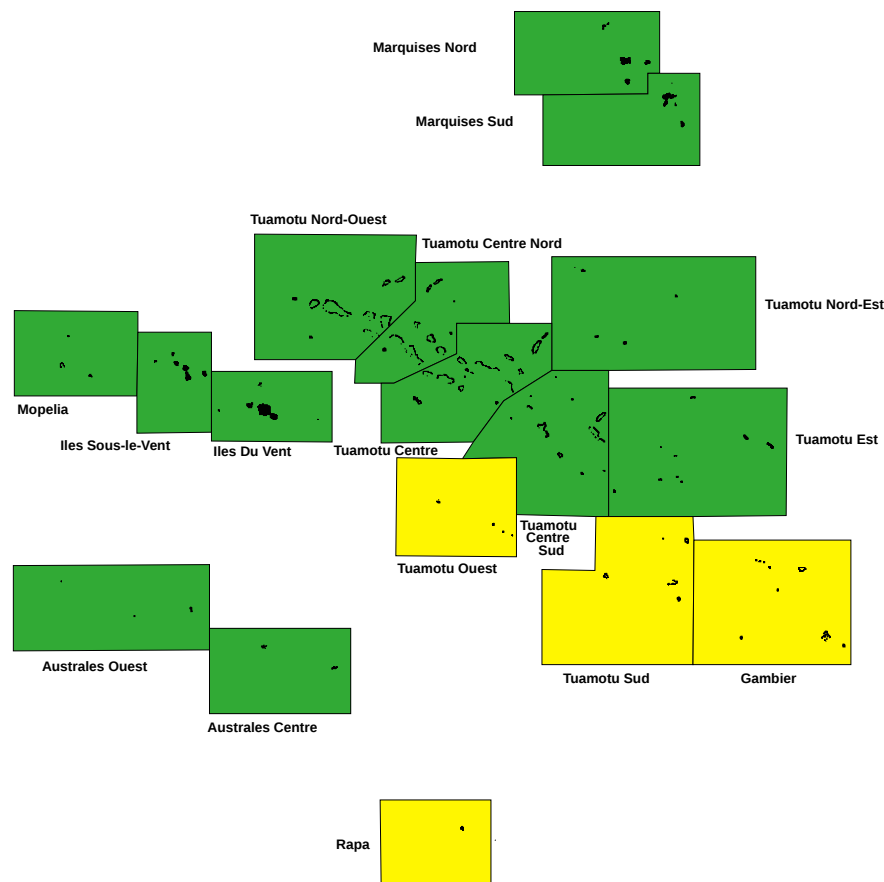 Marquises Nord
Marquises Sud
Tuamotu Nord-Ouest
Tuamotu Centre Nord
Tuamotu Nord-Est
Mopelia
Iles Sous-le-Vent
Iles Du Vent
Tuamotu Centre
Tuamotu Est
Tuamotu
Centre
Sud
Tuamotu Ouest
Australes Ouest
Tuamotu Sud
Gambier
Australes Centre
Rapa